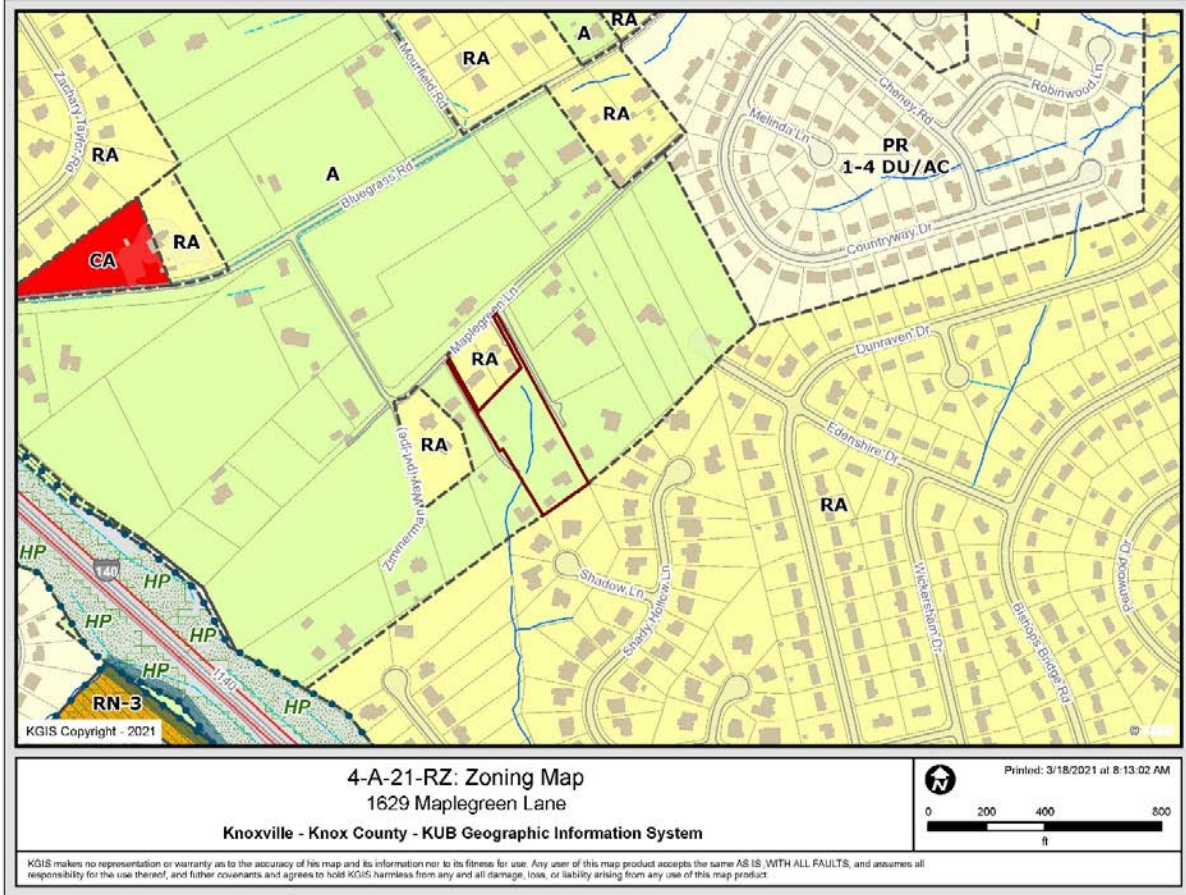 RA
A
RA
Mourfield Rd
Zachary Taylor Rd
Cheney Rd
Robinwood Ln
RA
Melinda Ln
PR
1-4 DU/AC
RA
A
Bluegrass Rd
RA
Countryway Dr
CA
Maplegreen Ln
RA
Dunraven Dr
RA
Edenshire Dr
Zimmerman Way(pvt-jpe)
RA
HP
140
HP
Shadow Ln
Shady Hollow Ln
Wickersham Dr
Bishops Bridge Rd
Penwood Dr
HP
HP
HP
I140
RN-3
HP
KGIS Copyright - 2021
4-A-21-RZ: Zoning Map
1629 Maplegreen Lane
Knoxville - Knox County - KUB Geographic Information System
Printed: 3/18/2021 at 8:13:02 AM
N
0 200 400 800
ft
KGIS makes no representation or warranty as to the accuracy of his map and its information nor to its fitness for use. Any user of this map product accepts the same AS IS ,WITH ALL FAULTS, and assumes all
responsibility for the use thereof, and futher covenants and agrees to hold KGIS harmless from any and all damage, loss, or liability arising from any use of this map product.